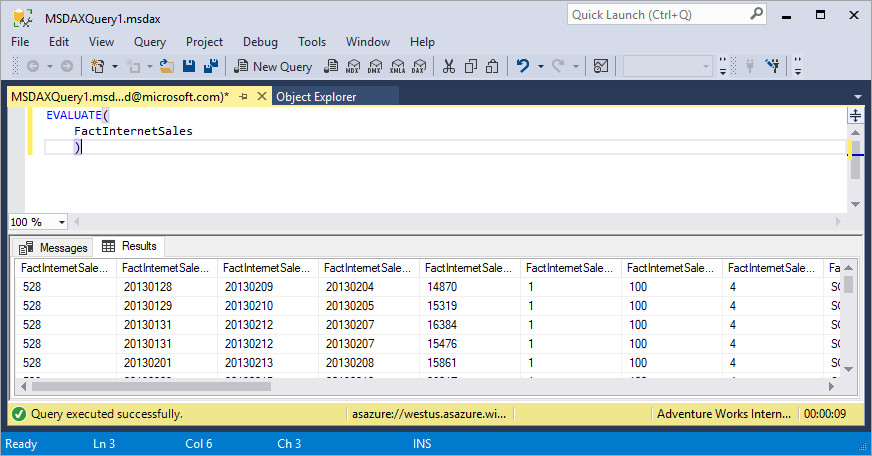 MSDAXQuery1.msdax
Quick Launch (Ctrl+Q)
File Edit View Query Project Debug Tools Window Help
New Query MDX DMX XMLA DAX
MSDAXQuery1.msd...d@microsoft.com)* Object Explorer
EVALUATE(
FactInternetSales
)
100 %
Messages Results
FactInternetSale... FactInternetSale... FactInternetSale... FactInternetSale... FactInternetSale... FactInternetSale... FactInternetSale... FactInternetSale... Fa
528 20130128 20130209 20130204 14870 1 100 4 SO
528 20130129 20130210 20130205 15319 1 100 4 SO
528 20130131 20130212 20130207 16384 1 100 4 SO
528 20130131 20130212 20130207 15476 1 100 4 SO
528 20130201 20130213 20130208 15861 1 100 4 SO
Query executed successfully. asazure://westus.asazure.wi... Adventure Works Intern... 00:00:09
Ready Ln 3 Col 6 Ch 3 INS